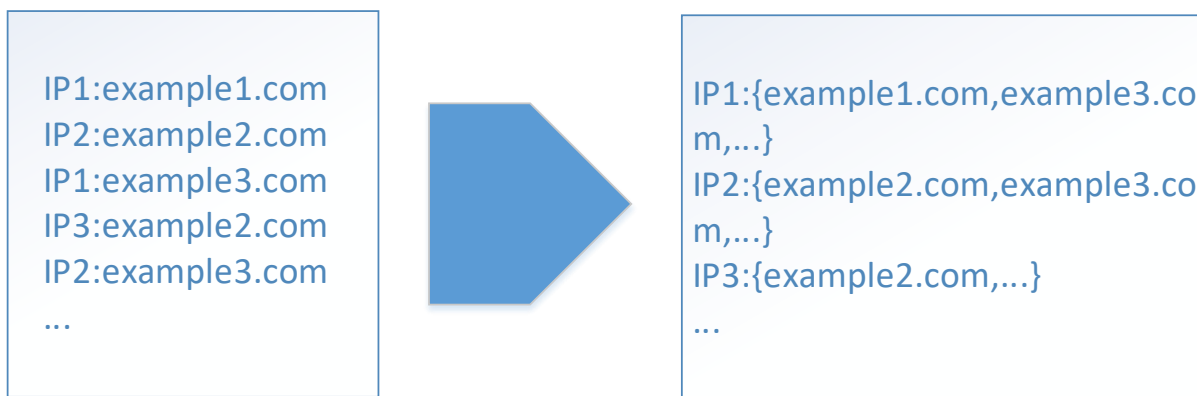 IP1:example1.com
IP2:example2.com
IP1:example3.com
IP3:example2.com
IP2:example3.com
...
IP1:{example1.com,example3.co
m,...}
IP2:{example2.com,example3.co
m,...}
IP3:{example2.com,...}
...